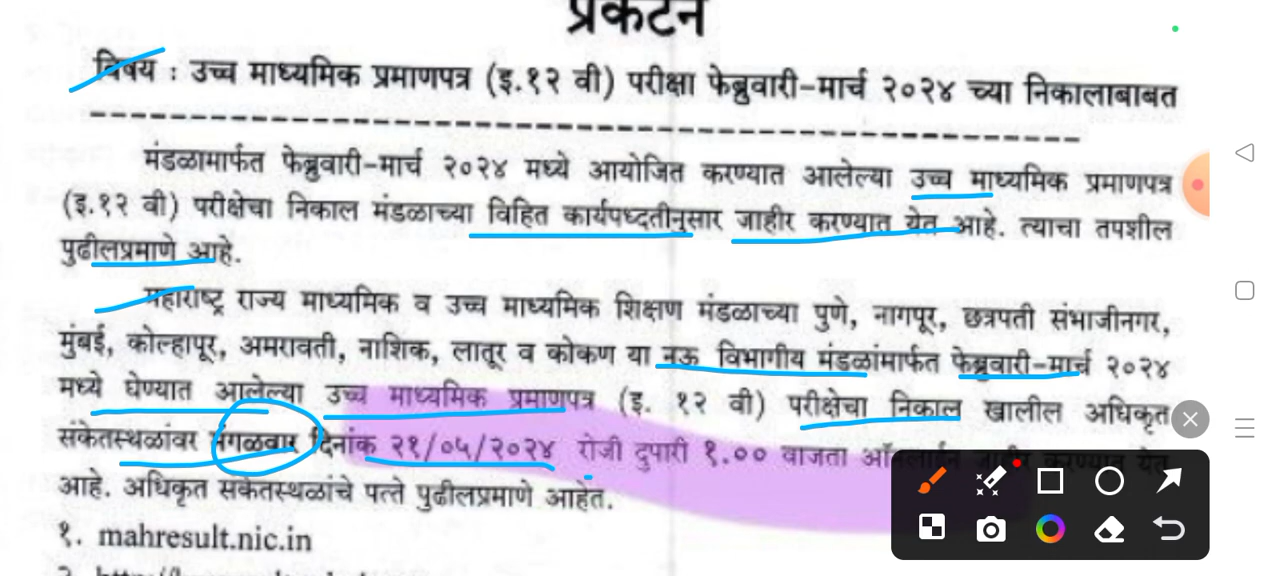 प्रकटन
विषय : उच्च माध्यमिक प्रमाणपत्र (इ.१२ वी) परीक्षा फेब्रुवारी-मार्च २०२४ च्या निकालाबाबत
मंडळामार्फत फेब्रुवारी-मार्च २०२४ मध्ये आयोजित करण्यात आलेल्या उच्च माध्यमिक प्रमाणपत्र
(इ.१२ वी) परीक्षेचा निकाल मंडळाच्या विहित कार्यपध्दतीनुसार जाहीर करण्यात येत आहे. त्याचा तपशील
पुढीलप्रमाणे आहे.
महाराष्ट्र राज्य माध्यमिक व उच्च माध्यमिक शिक्षण मंडळाच्या पुणे, नागपूर, छत्रपती संभाजीनगर,
मुंबई, कोल्हापूर, अमरावती, नाशिक, लातूर व कोकण या नऊ विभागीय मंडळांमार्फत फेब्रुवारी-मार्च २०२४
मध्ये घेण्यात आलेल्या उच्च माध्यमिक प्रमाणपत्र (इ. १२ वी) परीक्षेचा निकाल खालील अधिकृत
संकेतस्थळांवर मंगळवार दिनांक २१/०५/२०२४ रोजी दुपारी १.०० वाजता ऑनलाईन जाहीर करण्यात येत
आहे. अधिकृत संकेतस्थळांचे पत्ते पुढीलप्रमाणे आहेत.
१. mahresult.nic.in